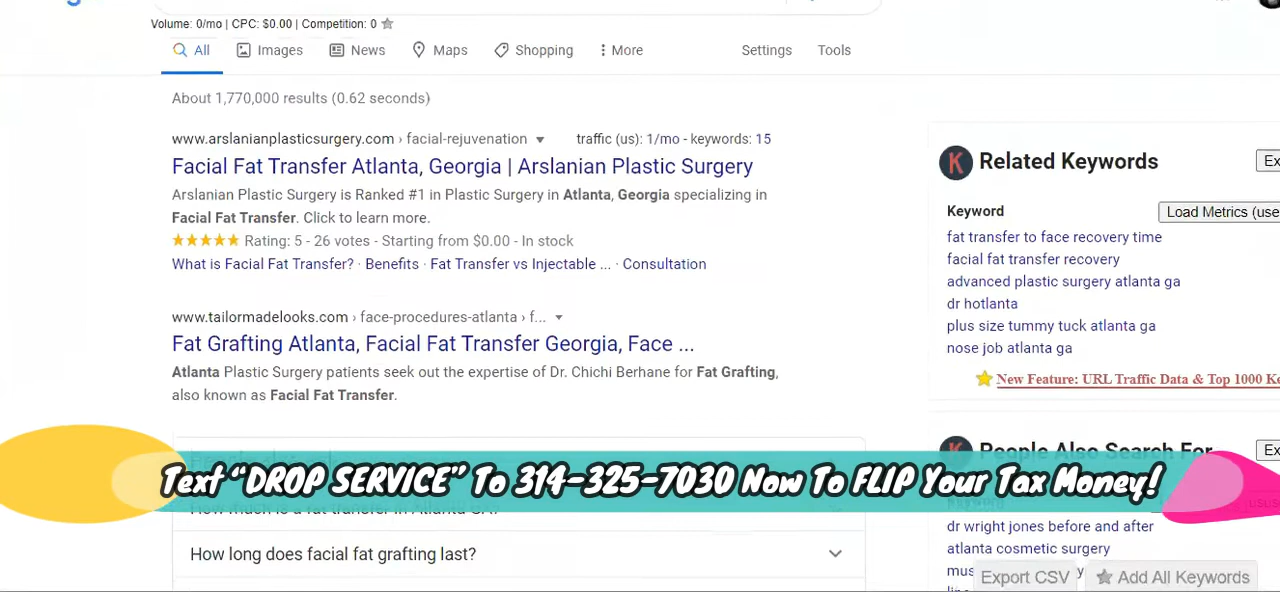 Volume: 0/mo | CPC: $0.00 | Competition: 0
All Images News Maps Shopping More Settings Tools
About 1,770,000 results (0.62 seconds)
www.arslanianplasticsurgery.com › facial-rejuvenation traffic (us): 1/mo - keywords: 15
Facial Fat Transfer Atlanta, Georgia | Arslanian Plastic Surgery
Arslanian Plastic Surgery is Ranked #1 in Plastic Surgery in Atlanta, Georgia specializing in
Facial Fat Transfer. Click to learn more.
Rating: 5 - 26 votes - Starting from $0.00 - In stock
What is Facial Fat Transfer? · Benefits · Fat Transfer vs Injectable ... · Consultation
www.tailormadelooks.com › face-procedures-atlanta › f...
Fat Grafting Atlanta, Facial Fat Transfer Georgia, Face ...
Atlanta Plastic Surgery patients seek out the expertise of Dr. Chichi Berhane for Fat Grafting,
also known as Facial Fat Transfer.
How long does facial fat grafting last?
K Related Keywords Ex
Keyword Load Metrics (use
fat transfer to face recovery time
facial fat transfer recovery
advanced plastic surgery atlanta ga
dr hotlanta
plus size tummy tuck atlanta ga
nose job atlanta ga
New Feature: URL Traffic Data & Top 1000 Ke
K People Also Search For Ex
dr wright jones before and after
atlanta cosmetic surgery
mus
Export CSV Add All Keywords
Text “DROP SERVICE” To 314-325-7030 Now To FLIP Your Tax Money!